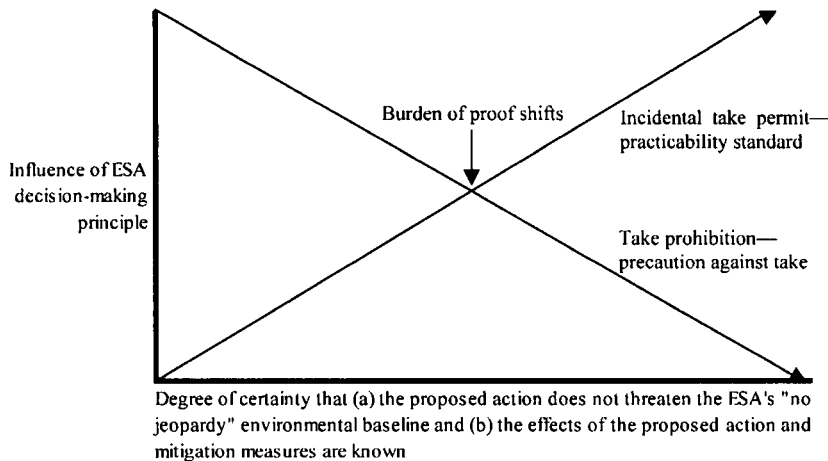 Burden of proof shifts
Incidental take permit—
practicability standard
Influence of ESA
decision-making
principle
Take prohibition—
precaution against take
Degree of certainty that (a) the proposed action does not threaten the ESA's "no
jeopardy" environmental baseline and (b) the effects of the proposed action and
mitigation measures are known